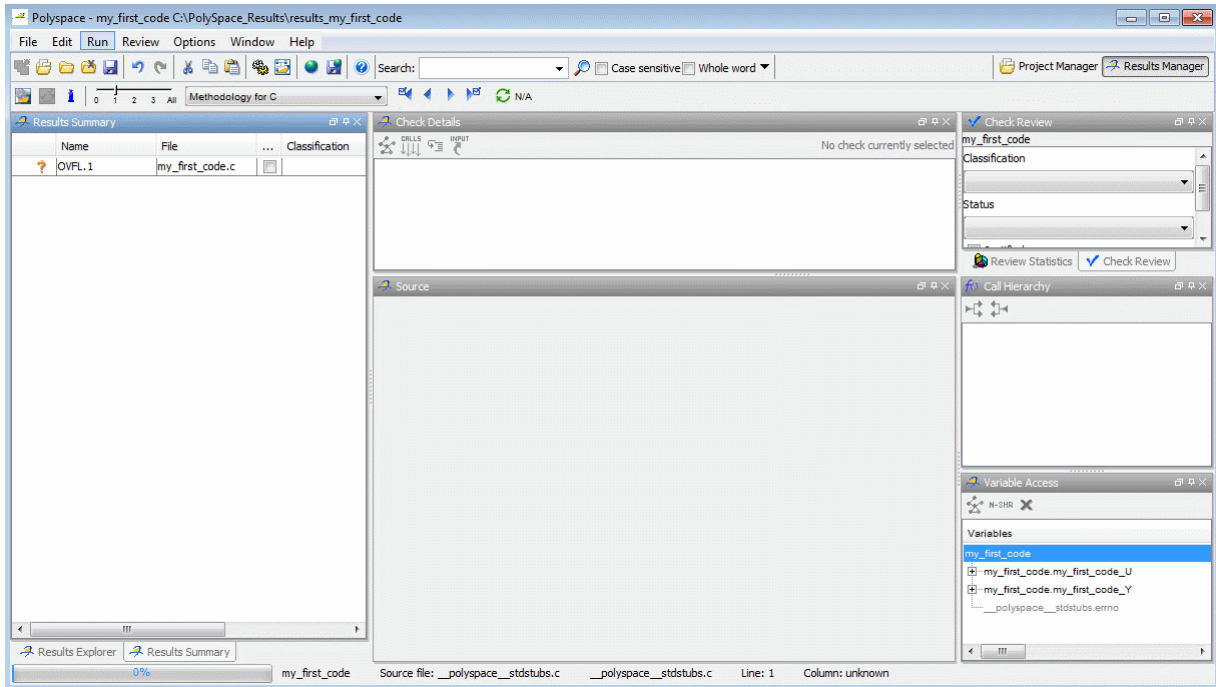 Polyspace - my_first_code C:\PolySpace_Results\results_my_first_code
File Edit Run Review Options Window Help
Search: Case sensitive Whole word Project Manager Results Manager
0 1 2 3 All Methodology for C N/A
Results Summary
Name File ... Classification
? OVFL.1 my_first_code.c
Results Explorer Results Summary
Check Details
CALLS INPUT No check currently selected
Source
Check Review
my_first_code
Classification
Status
Review Statistics Check Review
f(x) Call Hierarchy
Variable Access
N-SHR
Variables
my_first_code
my_first_code.my_first_code_U
my_first_code.my_first_code_Y
__polyspace__stdstubs.errno
0% my_first_code Source file: __polyspace__stdstubs.c __polyspace__stdstubs.c Line: 1 Column: unknown